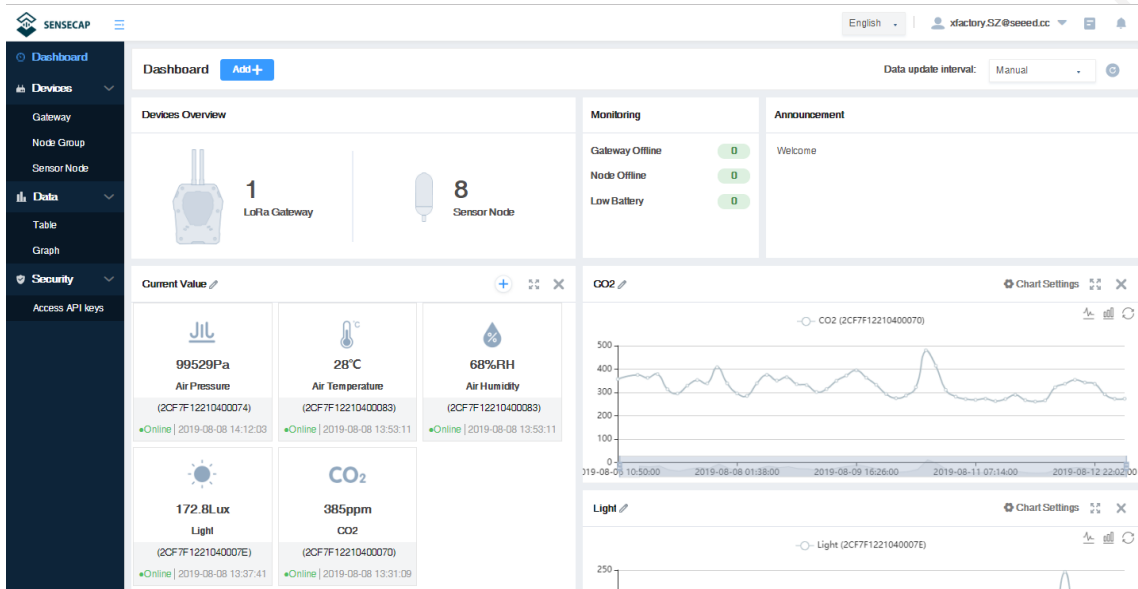 SENSECAP
English
xfactory.SZ@seeed.cc
Dashboard
Devices
Gateway
Node Group
Sensor Node
Data
Table
Graph
Security
Access API keys
Dashboard
Add+
Data update interval:
Manual
Devices Overview
1
LoRa Gateway
8
Sensor Node
Monitoring
Gateway Offline 0
Node Offline 0
Low Battery 0
Announcement
Welcome
Current Value
99529Pa
Air Pressure
(2CF7F12210400074)
Online | 2019-08-08 14:12:03
°C
28°C
Air Temperature
(2CF7F12210400083)
Online | 2019-08-08 13:53:11
%
68%RH
Air Humidity
(2CF7F12210400083)
Online | 2019-08-08 13:53:11
172.8Lux
Light
(2CF7F1221040007E)
Online | 2019-08-08 13:37:41
CO2
385ppm
CO2
(2CF7F12210400070)
Online | 2019-08-08 13:31:09
CO2
Chart Settings
CO2 (2CF7F12210400070)
500
400
300
200
100
0
2019-08-08 01:38:00 2019-08-09 16:26:00 2019-08-11 07:14:00 2019-08-12 22:02:00
Light
Chart Settings
Light (2CF7F1221040007E)
250